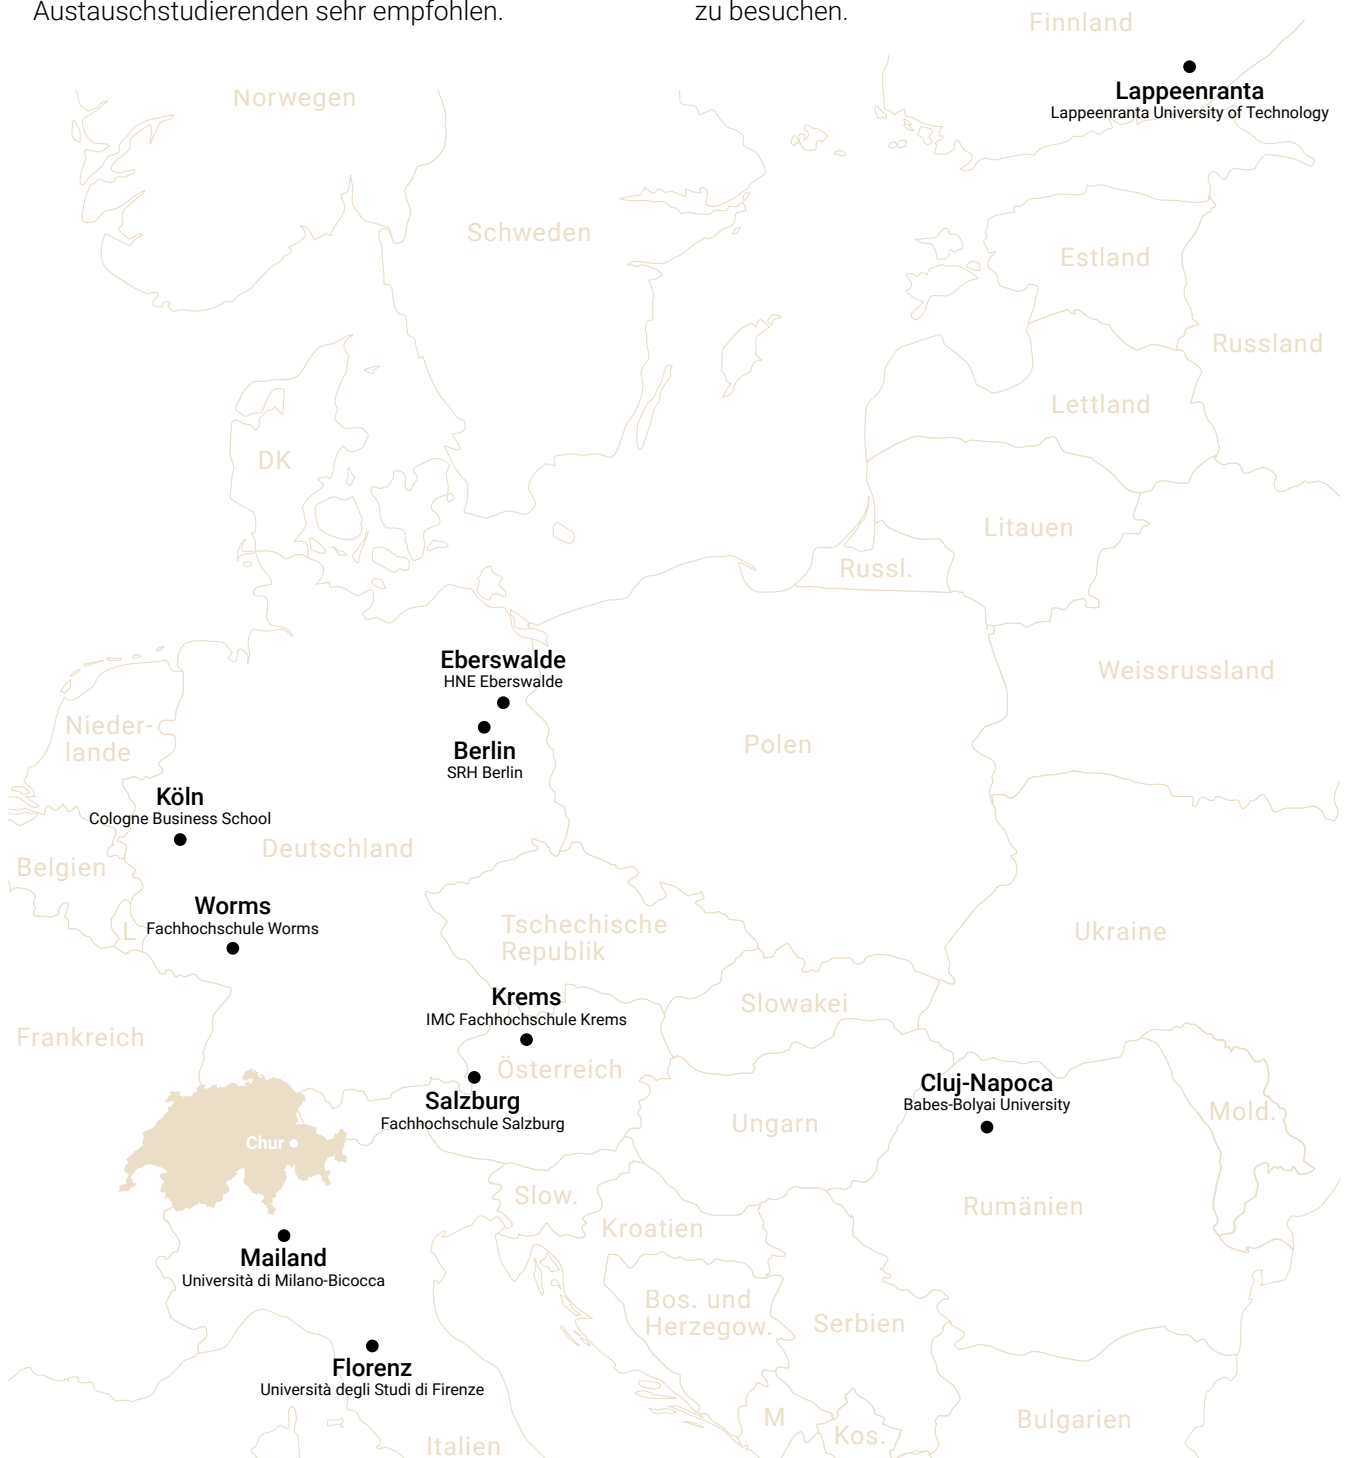 Austauschstudierenden sehr empfohlen.
zu besuchen.
Finnland
Lappeenranta
Lappeenranta University of Technology
Norwegen
Schweden
Estland
Russland
Lettland
DK
Litauen
Russl.
Eberswalde
HNE Eberswalde
Weissrussland
Nieder-
lande
Berlin
SRH Berlin
Polen
Köln
Cologne Business School
Deutschland
Belgien
Worms
Fachhochschule Worms
L
Tschechische
Republik
Ukraine
Krems
IMC Fachhochschule Krems
Slowakei
Frankreich
Österreich
Salzburg
Fachhochschule Salzburg
Cluj-Napoca
Babes-Bolyai University
Mold.
Ungarn
Chur
Slow.
Rumänien
Kroatien
Mailand
Università di Milano-Bicocca
Bos. und
Herzegow.
Serbien
Florenz
Università degli Studi di Firenze
M
Kos.
Bulgarien
Italien